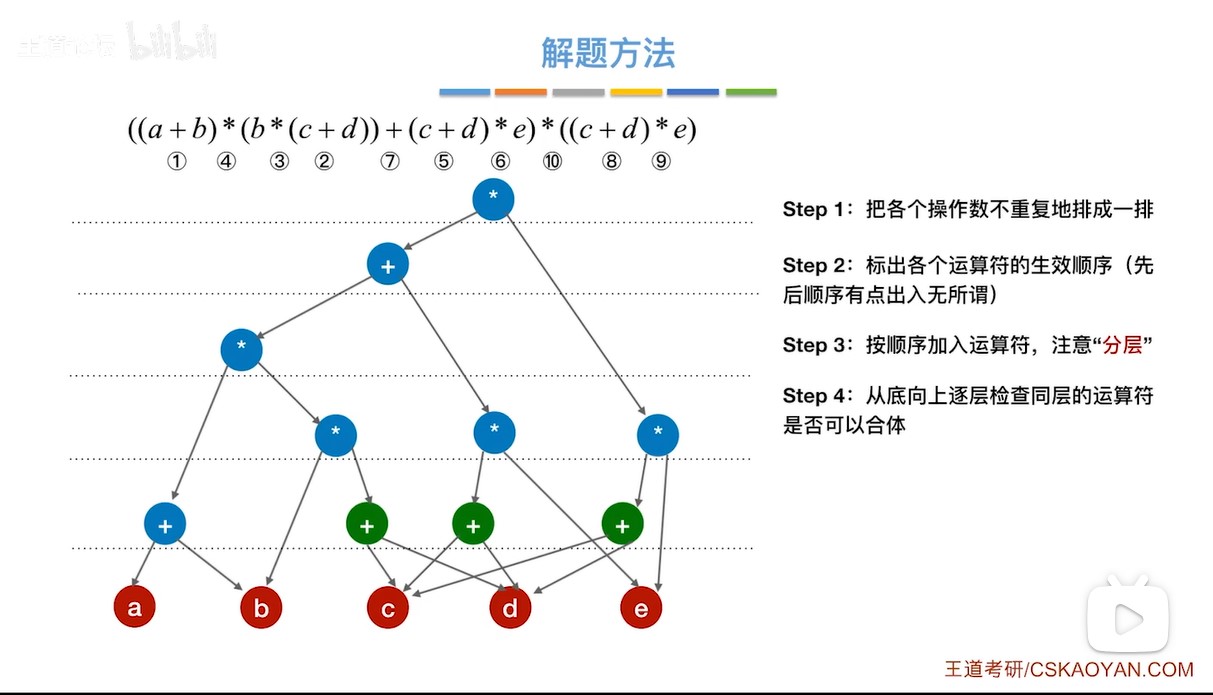 王道论坛 bilibili
解题方法
((a+b)*(b*(c+d))+(c+d)*e)*((c+d)*e)
① ④ ③ ② ⑦ ⑤ ⑥ ⑩ ⑧ ⑨
*
Step 1：把各个操作数不重复地排成一排
+
Step 2：标出各个运算符的生效顺序（先
后顺序有点出入无所谓）
*
Step 3：按顺序加入运算符，注意“分层”
Step 4：从底向上逐层检查同层的运算符
是否可以合体
* * *
+ + + +
a b c d e
王道考研/CSKAOYAN.COM